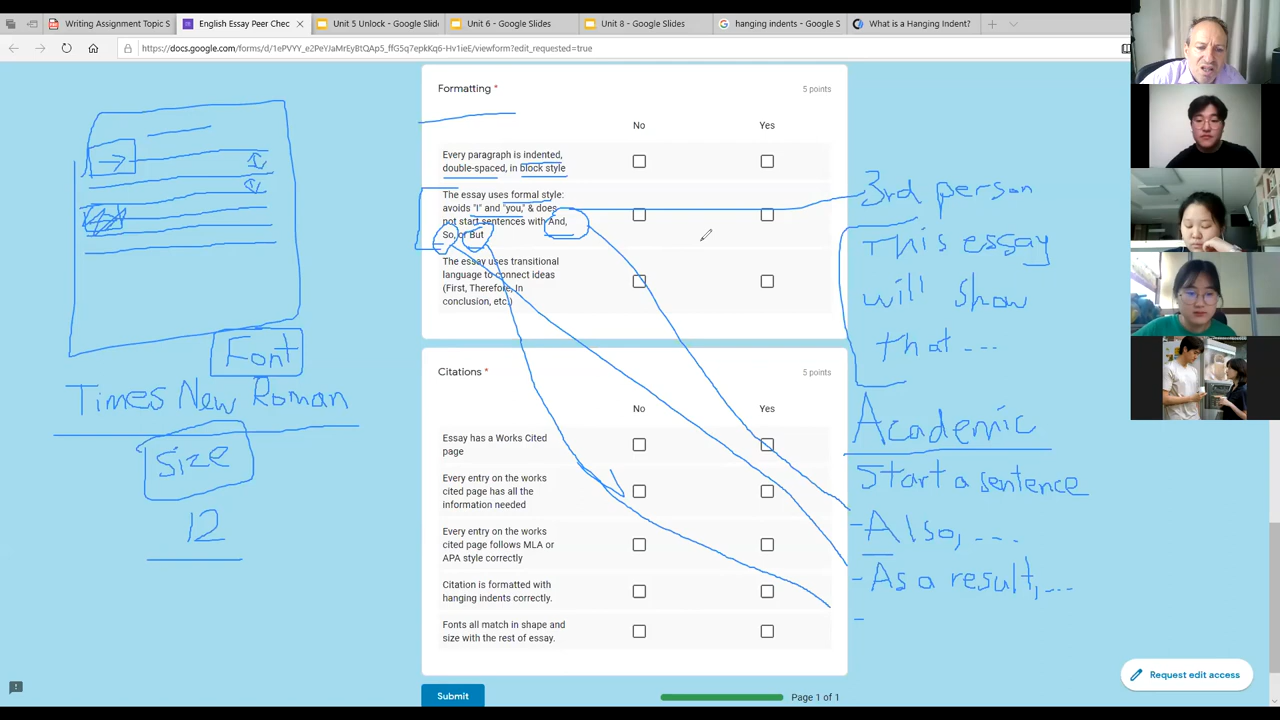 Writing Assignment Topic S
English Essay Peer Chec
Unit 5 Unlock - Google Slide
Unit 6 - Google Slides
Unit 8 - Google Slides
hanging indents - Google S
What is a Hanging Indent?
https://docs.google.com/forms/d/1ePVYY_e2PeYJaMrEyBtQAp5_ffG5q7epkKq6-Hv1ieE/viewform?edit_requested=true
Formatting *
5 points
No
Yes
Every paragraph is indented,
double-spaced, in block style
The essay uses formal style:
avoids "I" and "you," & does
not start sentences with And,
So, or But
The essay uses transitional
language to connect ideas
(First, Therefore, In
conclusion, etc.)
Citations *
5 points
No
Yes
Essay has a Works Cited
page
Every entry on the works
cited page has all the
information needed
Every entry on the works
cited page follows MLA or
APA style correctly
Citation is formatted with
hanging indents correctly.
Fonts all match in shape and
size with the rest of essay.
Submit
Page 1 of 1
Request edit access
Font
Times New Roman
Size
12
3rd person
This essay
will show
that ...
Academic
Start a sentence
- Also, ...
- As a result, ...
-